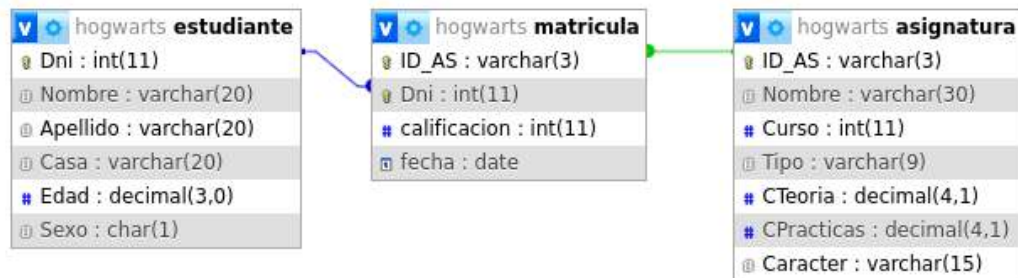 v hogwarts estudiante
Dni : int(11)
Nombre : varchar(20)
Apellido : varchar(20)
Casa : varchar(20)
# Edad : decimal(3,0)
Sexo : char(1)
v hogwarts matricula
ID_AS : varchar(3)
Dni : int(11)
# calificacion : int(11)
fecha : date
v hogwarts asignatura
ID_AS : varchar(3)
Nombre : varchar(30)
# Curso : int(11)
Tipo : varchar(9)
# CTeoria : decimal(4,1)
# CPracticas : decimal(4,1)
Caracter : varchar(15)